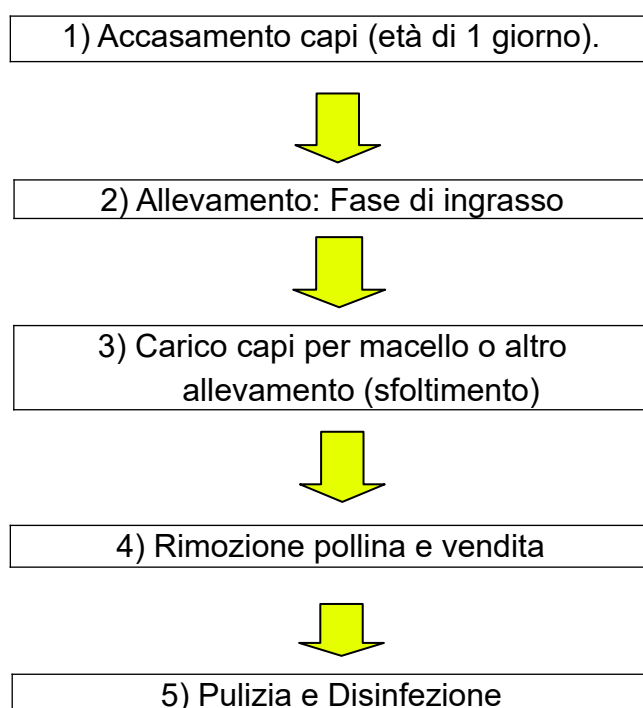 1) Accasamento capi (età di 1 giorno).
2) Allevamento: Fase di ingrasso
3) Carico capi per macello o altro
allevamento (sfoltimento)
4) Rimozione pollina e vendita
5) Pulizia e Disinfezione